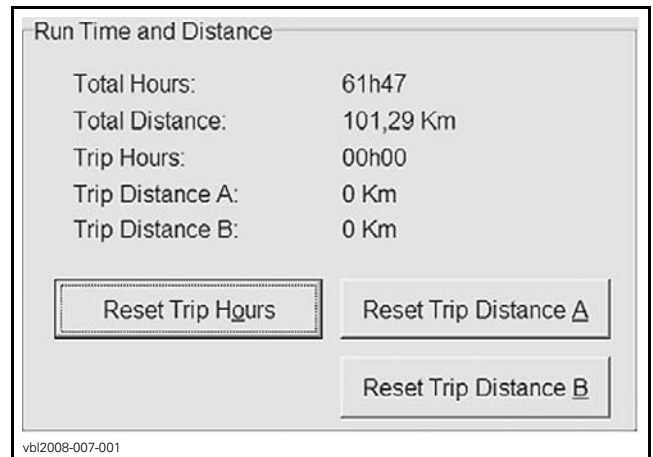 Run Time and Distance
Total Hours: 61h47
Total Distance: 101,29 Km
Trip Hours: 00h00
Trip Distance A: 0 Km
Trip Distance B: 0 Km
Reset Trip Hours Reset Trip Distance A
Reset Trip Distance B
vbl2008-007-001